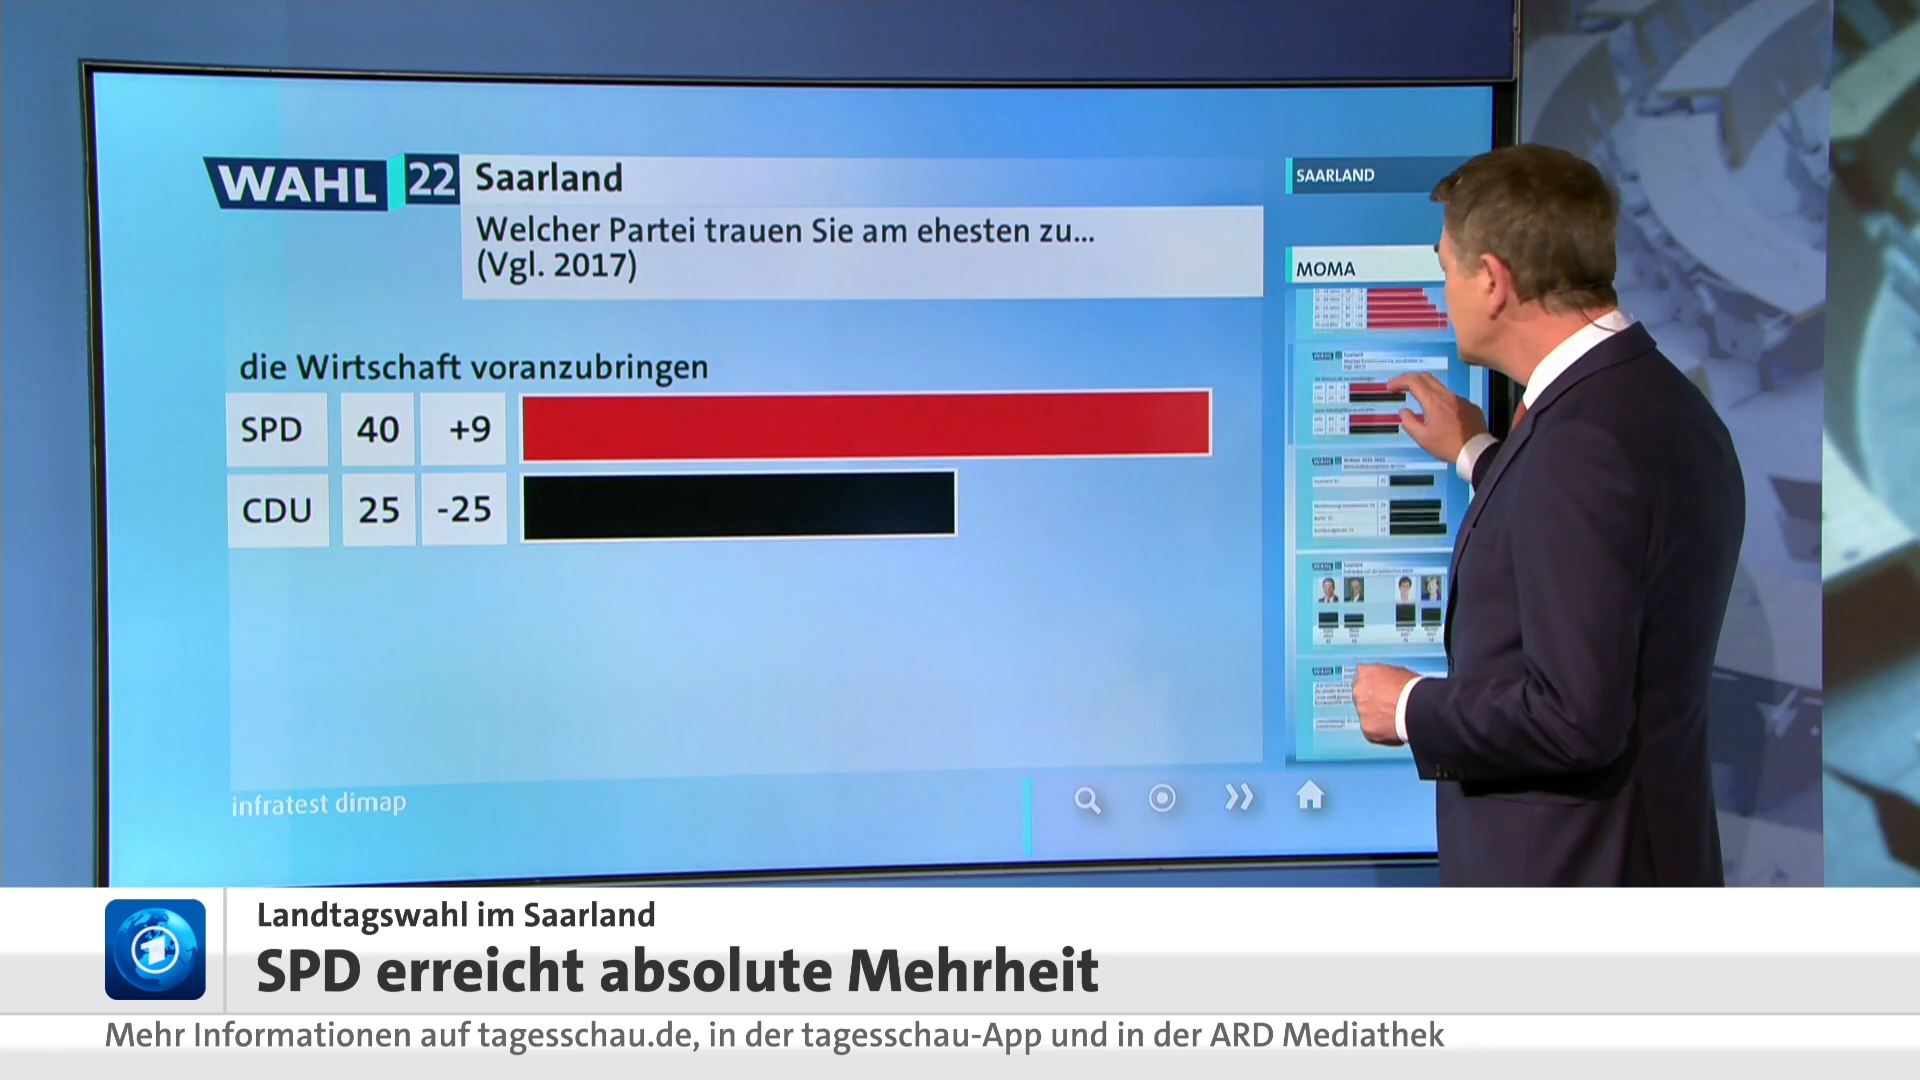 WAHL 22 Saarland
Welcher Partei trauen Sie am ehesten zu...
(Vgl. 2017)
die Wirtschaft voranzubringen
SPD 40 +9
CDU 25 -25
infratest dimap
SAARLAND
MOMA
1
Landtagswahl im Saarland
SPD erreicht absolute Mehrheit
Mehr Informationen auf tagesschau.de, in der tagesschau-App und in der ARD Mediathek